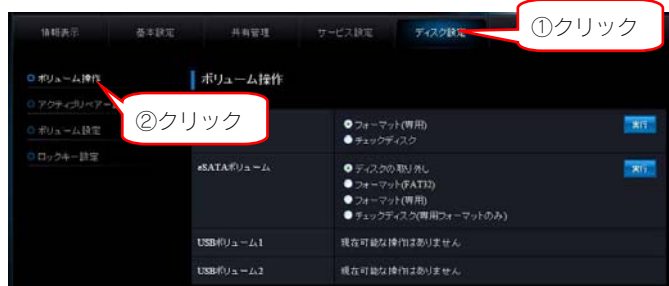 情報表示 基本設定 共有管理 サービス設定 ディスク設定
①クリック
ボリューム操作
アクティブリペア
ボリューム設定
ロックキー設定
②クリック
ボリューム操作
フォーマット(専用)
チェックディスク
実行
eSATAボリューム
ディスクの取り外し
フォーマット(FAT32)
フォーマット(専用)
チェックディスク(専用フォーマットのみ)
実行
USBボリューム1 現在可能な操作はありません
USBボリューム2 現在可能な操作はありません